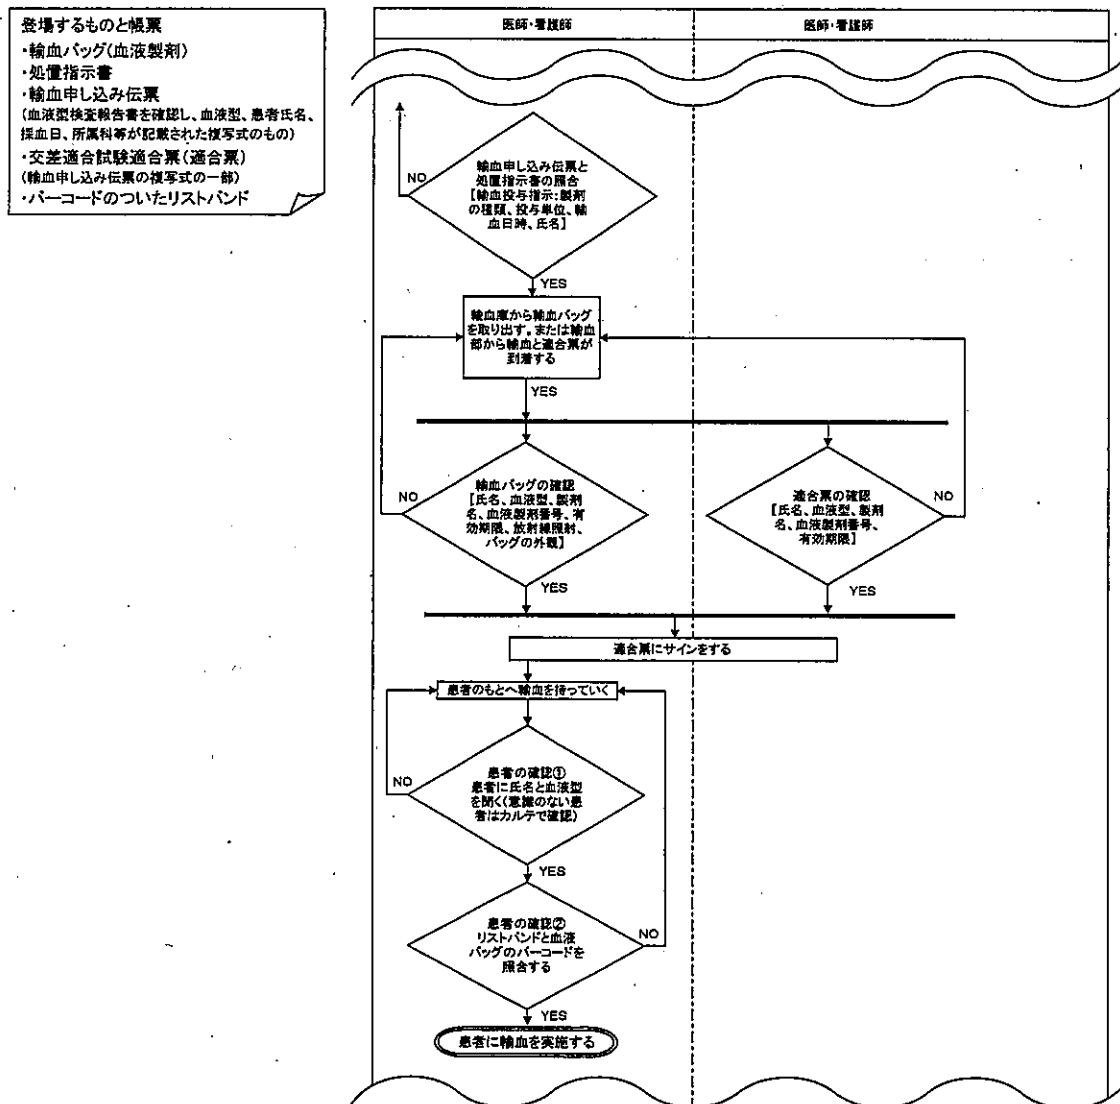 登場するものと帳票
・輸血バッグ(血液製剤)
・処置指示書
・輸血申し込み伝票
(血液型検査報告書を確認し、血液型、患者氏名、
採血日、所属科等が記載された複写式のもの)
・交差適合試験適合票(適合票)
(輸血申し込み伝票の複写式の一部)
・バーコードのついたリストバンド
医師・看護師
医師・看護師
NO
輸血申し込み伝票と
処置指示書の照合
[輸血投与指示:製剤
の種類、投与単位、輸
血日時、氏名]
YES
輸血庫から輸血バッグ
を取り出す。または輸血
部から輸血と適合票が
到着する
YES
NO
輸血バッグの確認
[氏名、血液型、製剤
名、血液製剤番号、有
効期限、放射線照射、
バッグの外観]
YES
適合票の確認
[氏名、血液型、製剤
名、血液製剤番号、
有効期限]
NO
YES
適合票にサインをする
患者のもとへ輸血を持っていく
NO
患者の確認①
患者に氏名と血液型
を聞く(意識のない患
者はカルテで確認)
YES
患者の確認②
リストバンドと血液
バッグのバーコードを
照合する
NO
YES
患者に輸血を実施する